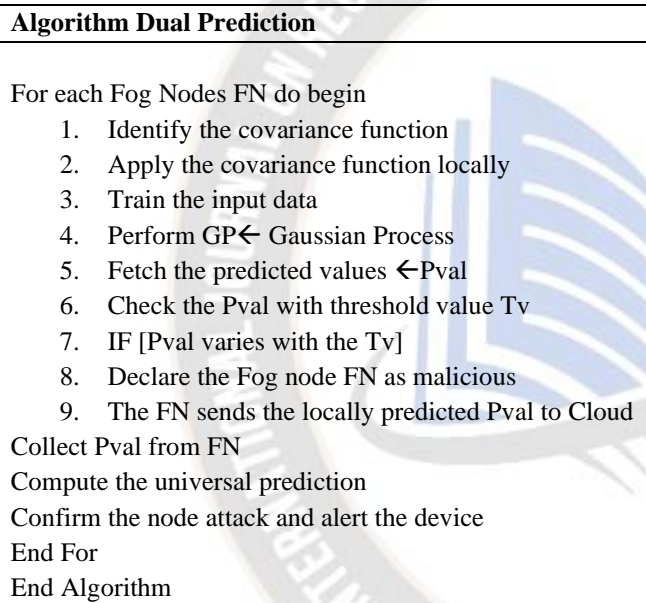 Algorithm Dual Prediction
For each Fog Nodes FN do begin
1. Identify the covariance function
2. Apply the covariance function locally
3. Train the input data
4. Perform GP← Gaussian Process
5. Fetch the predicted values ←Pval
6. Check the Pval with threshold value Tv
7. IF [Pval varies with the Tv]
8. Declare the Fog node FN as malicious
9. The FN sends the locally predicted Pval to Cloud
Collect Pval from FN
Compute the universal prediction
Confirm the node attack and alert the device
End For
End Algorithm